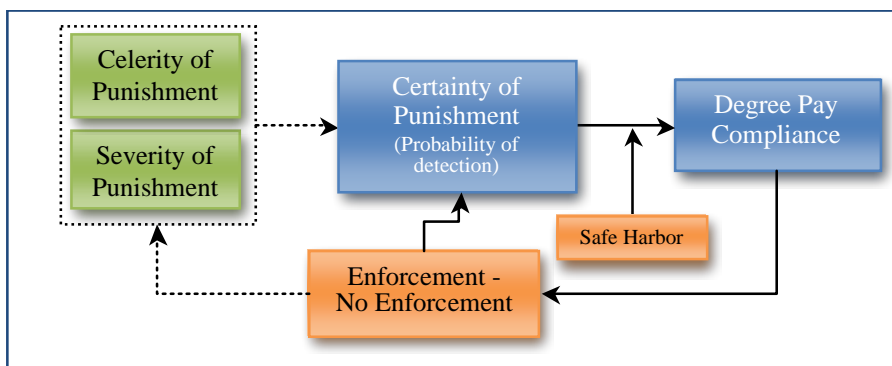 Celerity of
Punishment
Severity of
Punishment
Certainty of
Punishment
(Probability of
detection)
Degree Pay
Compliance
Safe Harbor
Enforcement -
No Enforcement